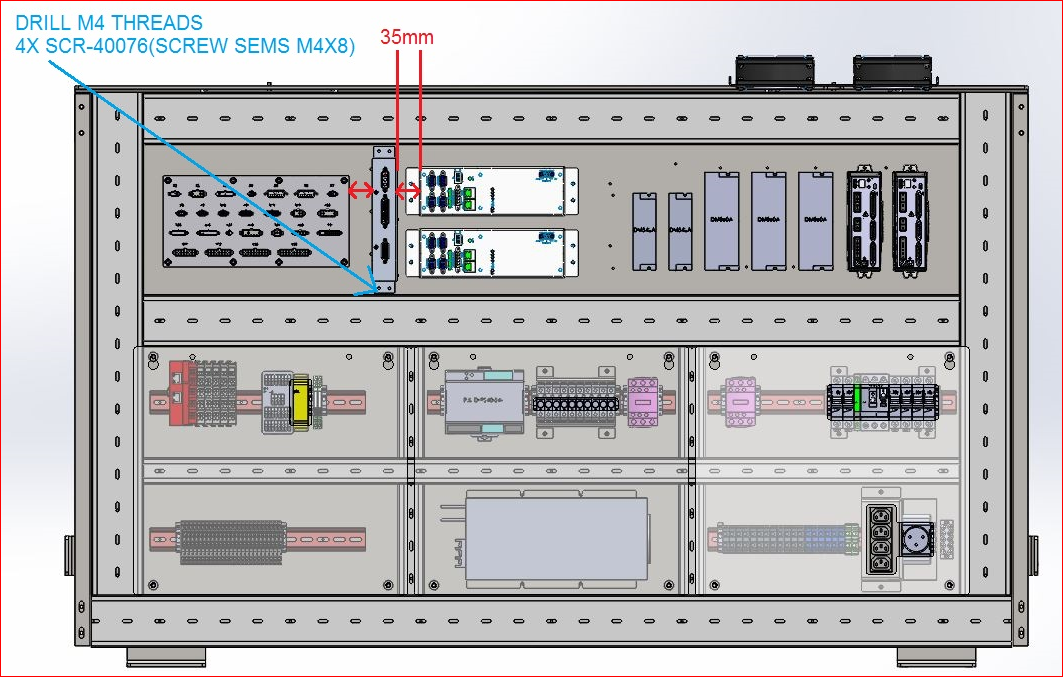 DRILL M4 THREADS
4X SCR-40076(SCREW SEMS M4X8)
35mm